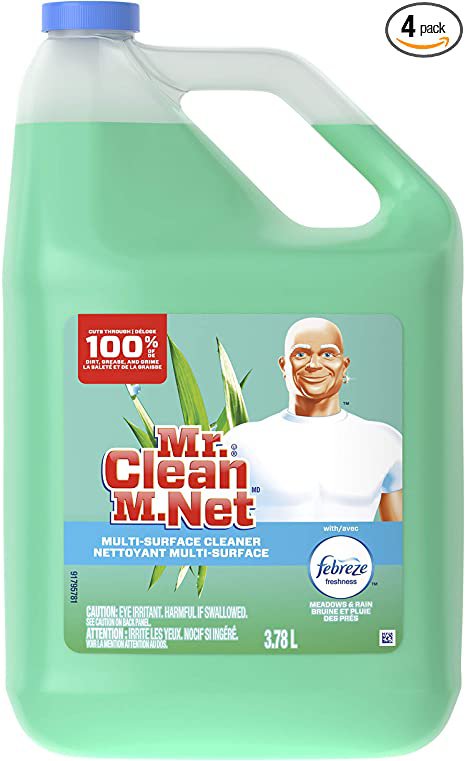 4 pack
CUTS THROUGH | DÉLOGE
100% OF DE
DIRT, GREASE, AND GRIME
LA SALETÉ ET DE LA GRAISSE
Mr.
Clean®
M.Net MD
TM
MULTI-SURFACE CLEANER
NETTOYANT MULTI-SURFACE
with/avec
febreze
freshness
TM
MEADOWS & RAIN
BRUINE ET PLUIE
DES PRÉS
91795781
CAUTION: EYE IRRITANT. HARMFUL IF SWALLOWED.
SEE CAUTION ON BACK PANEL.
ATTENTION : IRRITE LES YEUX. NOCIF SI INGÉRÉ.
VOIR LA MENTION ATTENTION AU DOS.
3.78 L